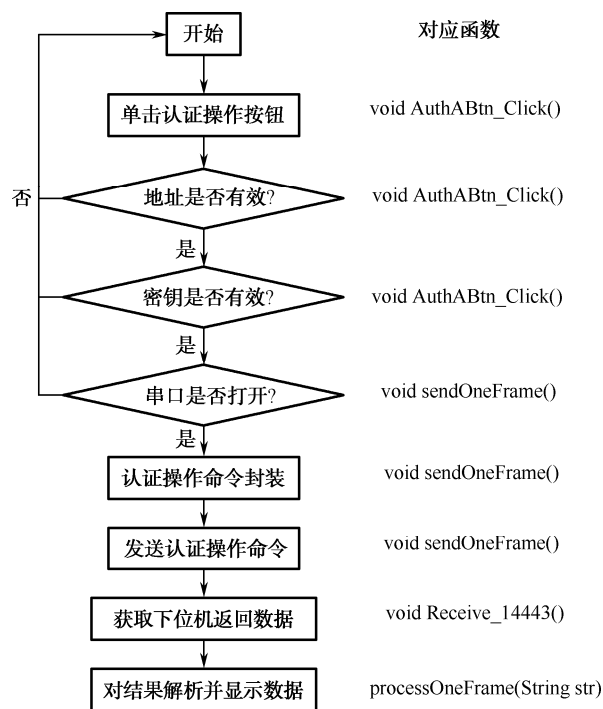 开始 对应函数
单击认证操作按钮 void AuthABtn_Click()
否 地址是否有效? void AuthABtn_Click()
是
密钥是否有效? void AuthABtn_Click()
是
串口是否打开? void sendOneFrame()
是
认证操作命令封装 void sendOneFrame()
发送认证操作命令 void sendOneFrame()
获取下位机返回数据 void Receive_14443()
对结果解析并显示数据 processOneFrame(String str)